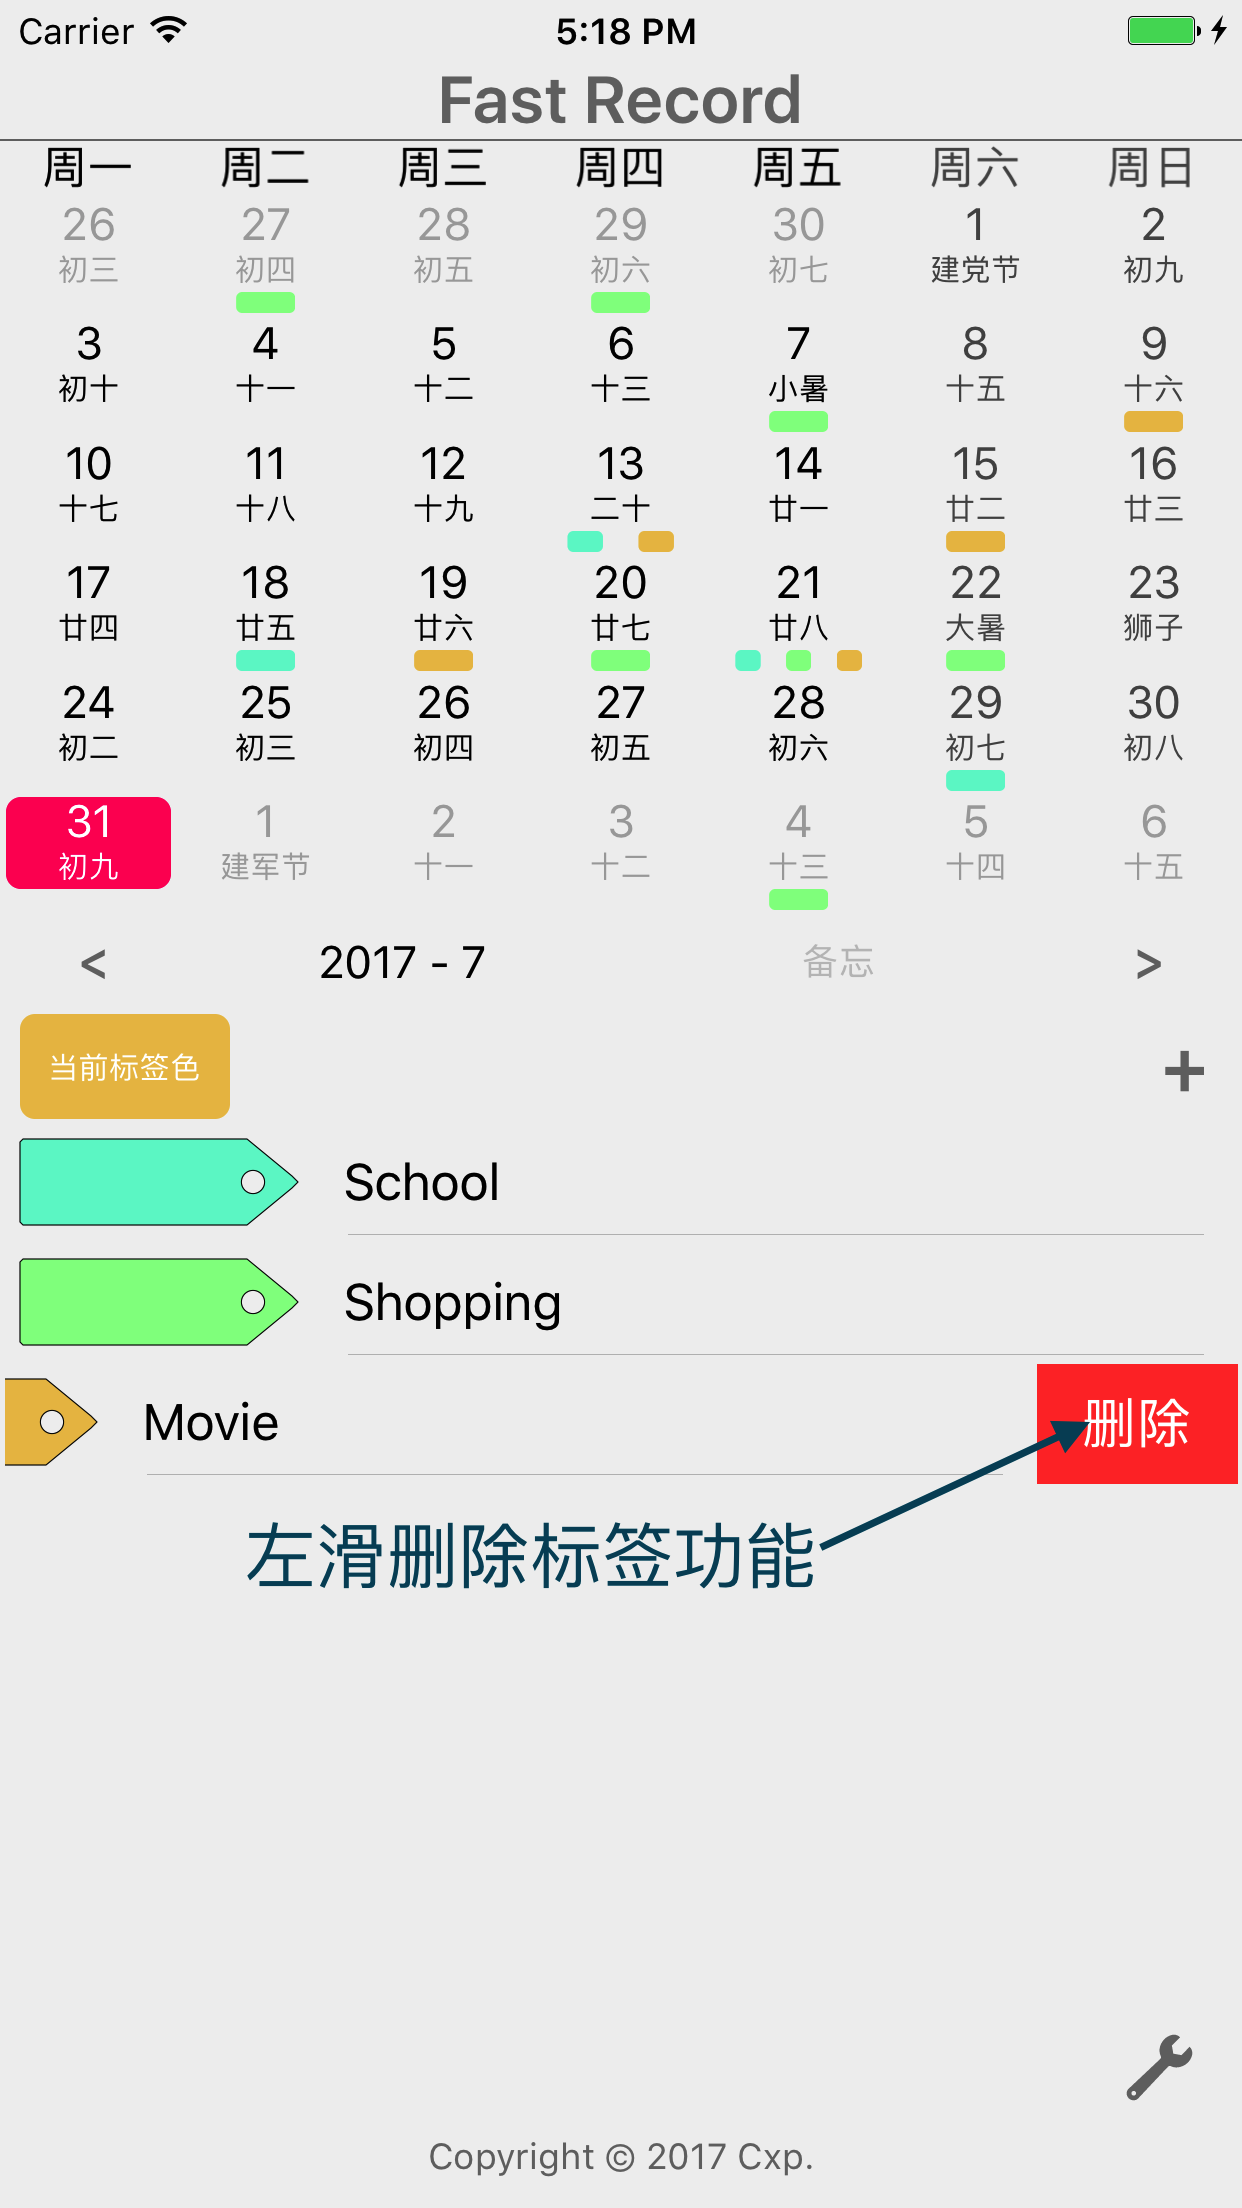 Carrier 5:18 PM
Fast Record
周一 周二 周三 周四 周五 周六 周日
26 27 28 29 30 1 2
初三 初四 初五 初六 初七 建党节 初九
3 4 5 6 7 8 9
初十 十一 十二 十三 小暑 十五 十六
10 11 12 13 14 15 16
十七 十八 十九 二十 廿一 廿二 廿三
17 18 19 20 21 22 23
廿四 廿五 廿六 廿七 廿八 大暑 狮子
24 25 26 27 28 29 30
初二 初三 初四 初五 初六 初七 初八
31 1 2 3 4 5 6
初九 建军节 十一 十二 十三 十四 十五
< 2017 - 7 备忘 >
当前标签色 +
School
Shopping
Movie 删除
左滑删除标签功能
Copyright © 2017 Cxp.